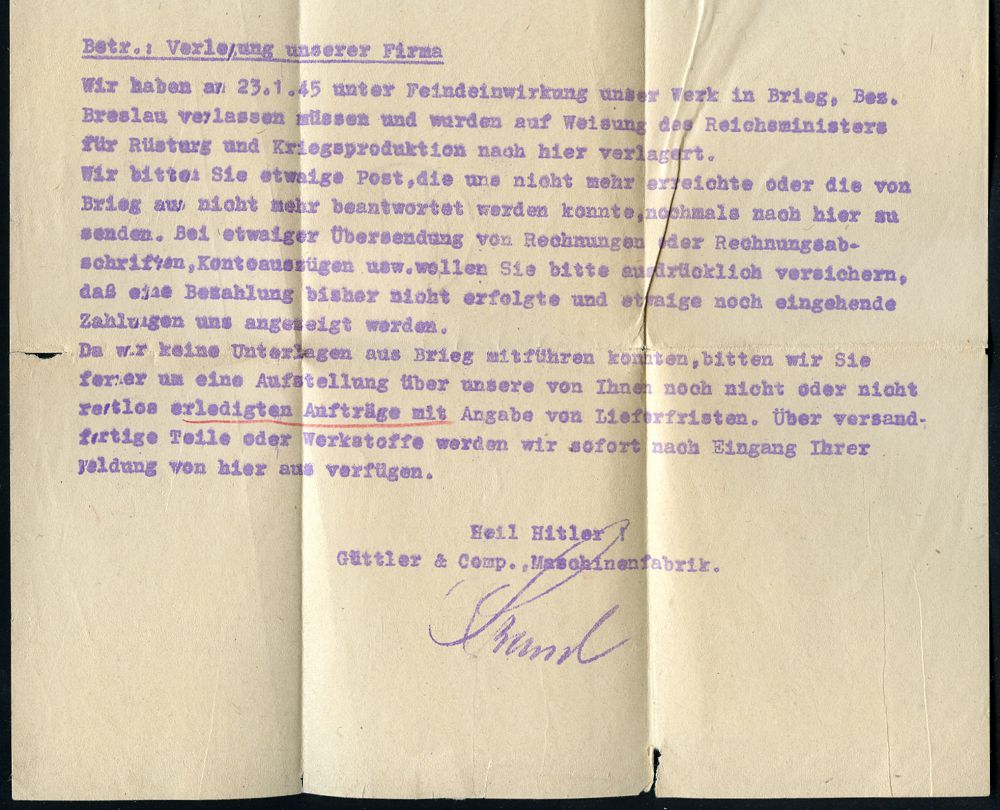 Betr.: Verlegung unserer Firma
Wir haben am 23.1.45 unter Feindeinwirkung unser Werk in Brieg, Bez.
Breslau verlassen müssen und wurden auf Weisung des Reichsministers
für Rüstung und Kriegsproduktion nach hier verlagert.
Wir bitten Sie etwaige Post,die uns nicht mehr erreichte oder die von
Brieg aus nicht mehr beantwortet werden konnte,nochmals nach hier zu
senden. Bei etwaiger Übersendung von Rechnungen oder Rechnungsab-
schriften,Kontoauszügen usw.wollen Sie bitte ausdrücklich versichern,
daß eine Bezahlung bisher nicht erfolgte und etwaige noch eingehende
Zahlungen uns angezeigt werden.
Da wir keine Unterlagen aus Brieg mitführen konnten,bitten wir Sie
ferner um eine Aufstellung über unsere von Ihnen noch nicht oder nicht
restlos erledigten Aufträge mit Angabe von Lieferfristen. Über versand-
fertige Teile oder Werkstoffe werden wir sofort nach Eingang Ihrer
Meldung von hier aus verfügen.
Heil Hitler !
Güttler & Comp.,Maschinenfabrik.